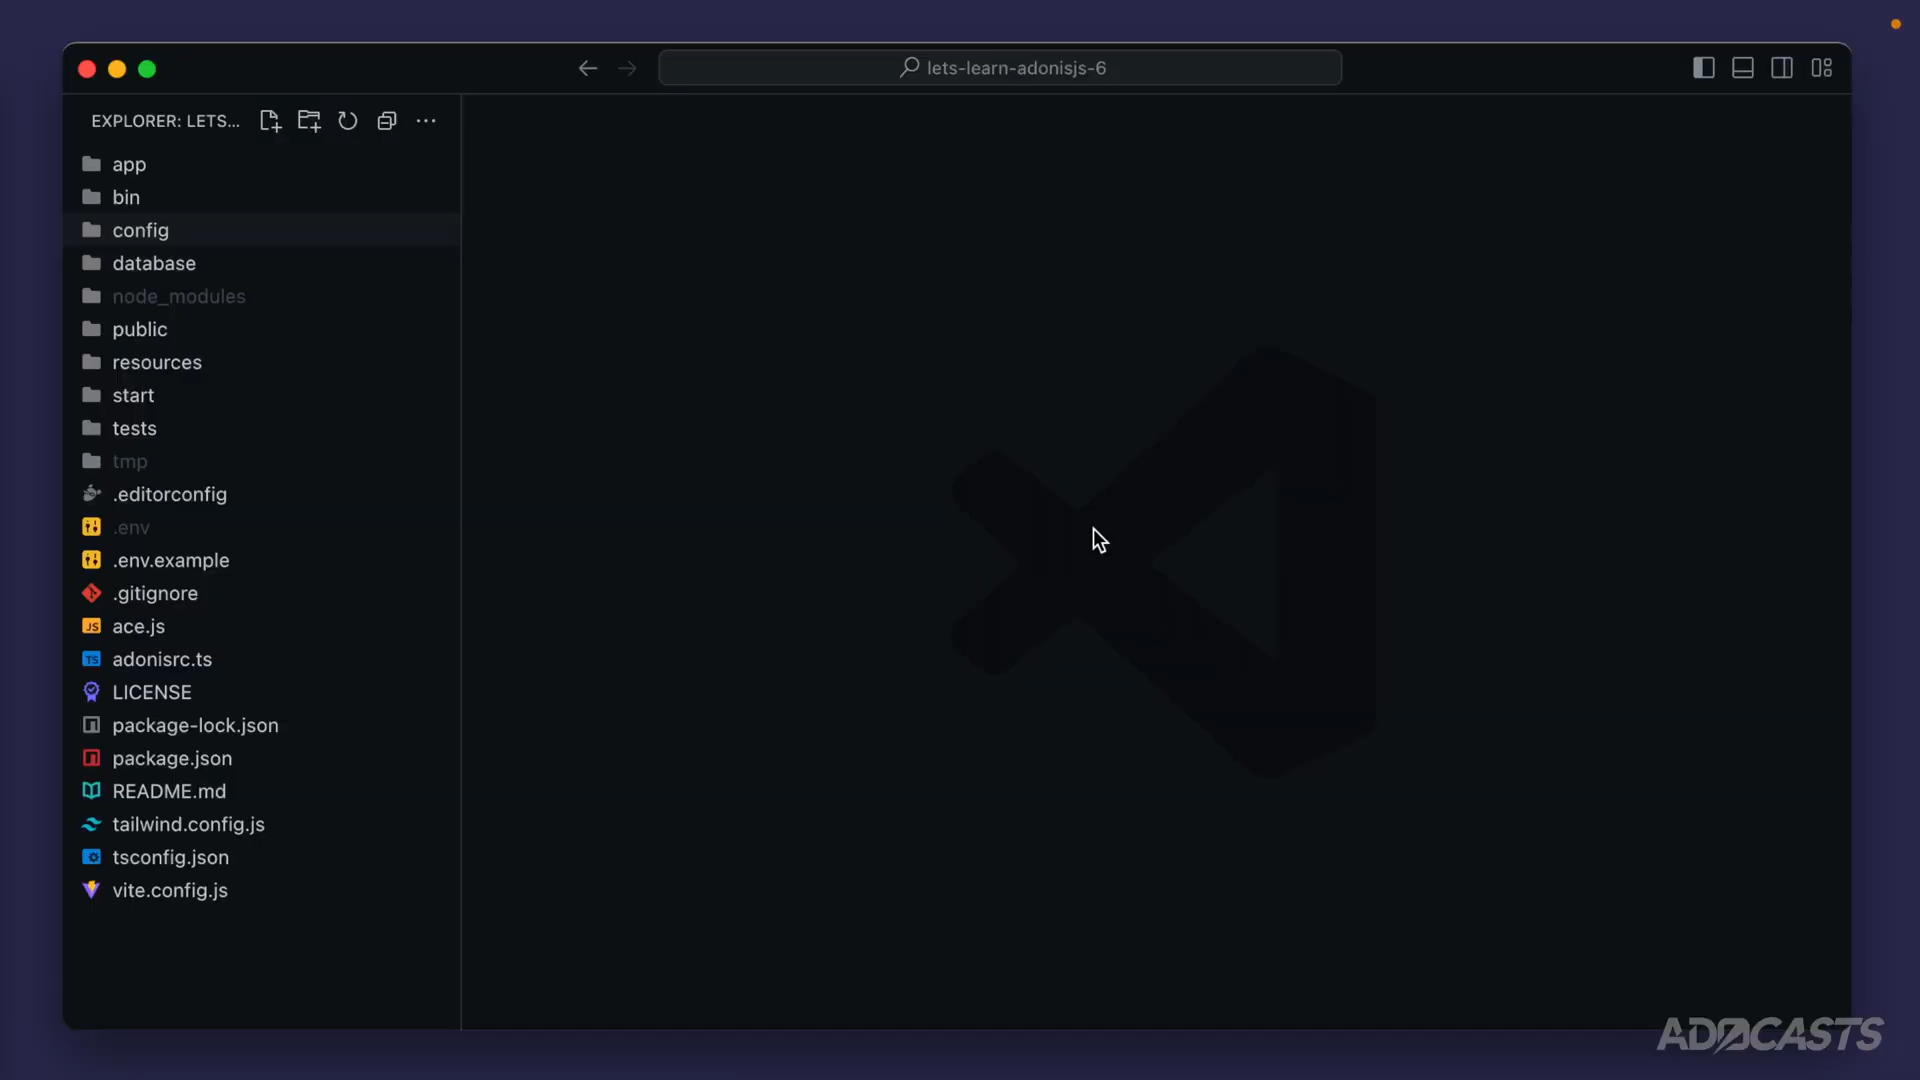 lets-learn-adonisjs-6
EXPLORER: LETS...
app
bin
config
database
node_modules
public
resources
start
tests
tmp
.editorconfig
.env
.env.example
.gitignore
JS ace.js
TS adonisrc.ts
LICENSE
package-lock.json
package.json
README.md
tailwind.config.js
tsconfig.json
vite.config.js
ADOCASTS